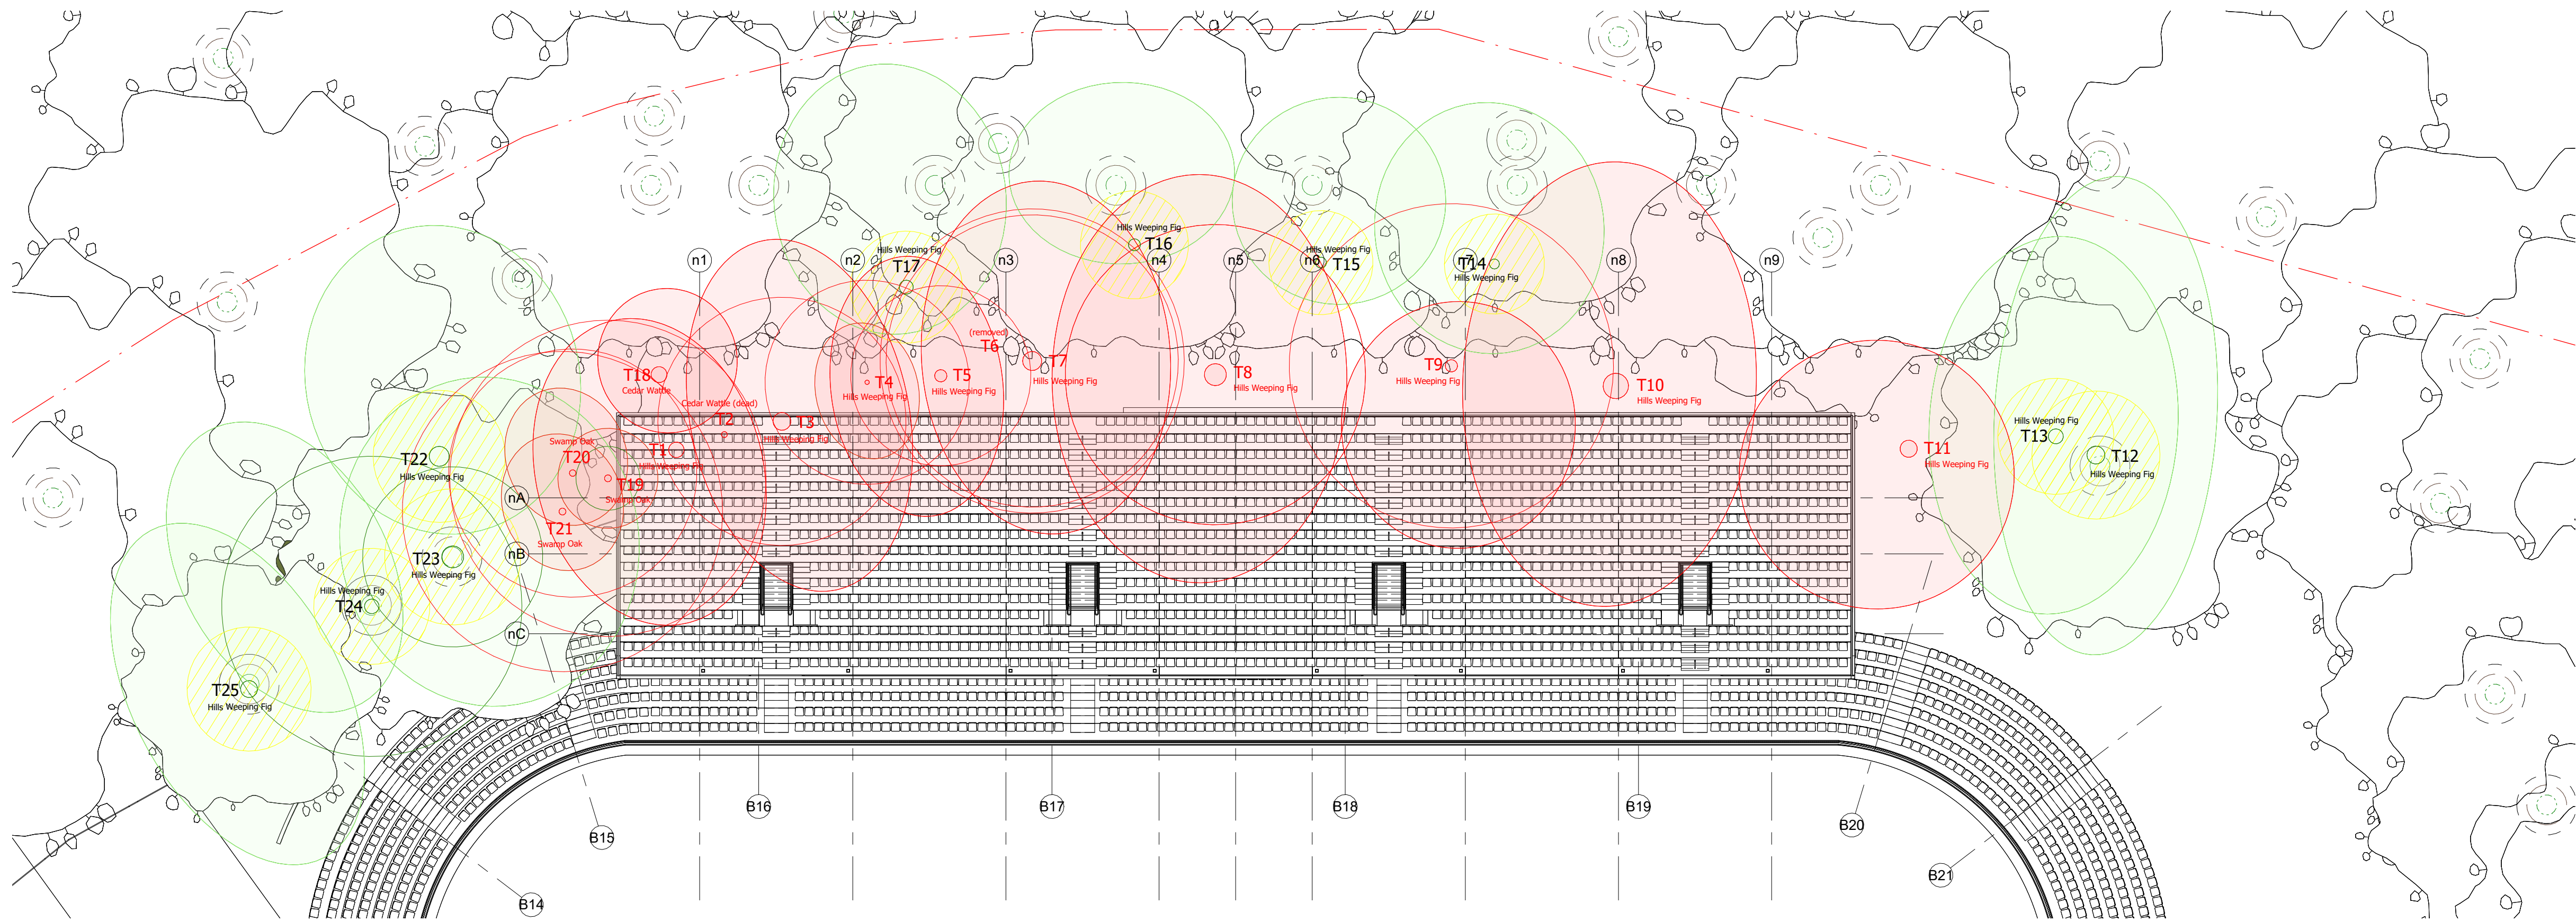 Hills Weeping Fig
T16
Hills Weeping Fig
T17
Hills Weeping Fig
T15
T14
Hills Weeping Fig
n1
n2
n3
n4
n5
n6
n7
n8
n9
(removed)
T6
T7
Hills Weeping Fig
T18
Cedar Wattle
T4
Hills Weeping Fig
T5
Hills Weeping Fig
T8
Hills Weeping Fig
T9
Hills Weeping Fig
T10
Hills Weeping Fig
Cedar Wattle (dead)
T2
T3
Hills Weeping Fig
T1
Hills Weeping Fig
Swamp Oak
T20
T19
Swamp Oak
T21
Swamp Oak
T22
Hills Weeping Fig
T23
Hills Weeping Fig
Hills Weeping Fig
T24
T25
Hills Weeping Fig
T11
Hills Weeping Fig
Hills Weeping Fig
T13
T12
Hills Weeping Fig
nA
nB
nC
B16
B17
B18
B19
B15
B20
B14
B21